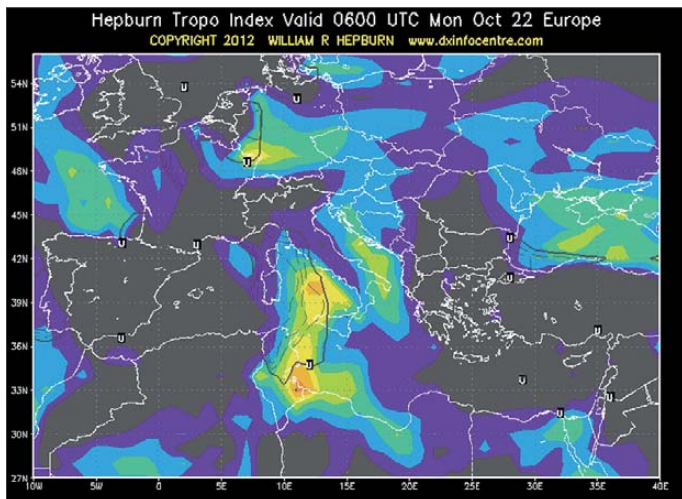 Hepburn Tropo Index Valid 0600 UTC Mon Oct 22 Europe
COPYRIGHT 2012 WILLIAM R HEPBURN www.dxinfocentre.com
54N
51N
48N
45N
42N
39N
36N
33N
30N
27N
U
U
U
U
U
U
U
U
U
U
U
U
U
U
10W 5W 0 5E 10E 15E 20E 25E 30E 35E 40E